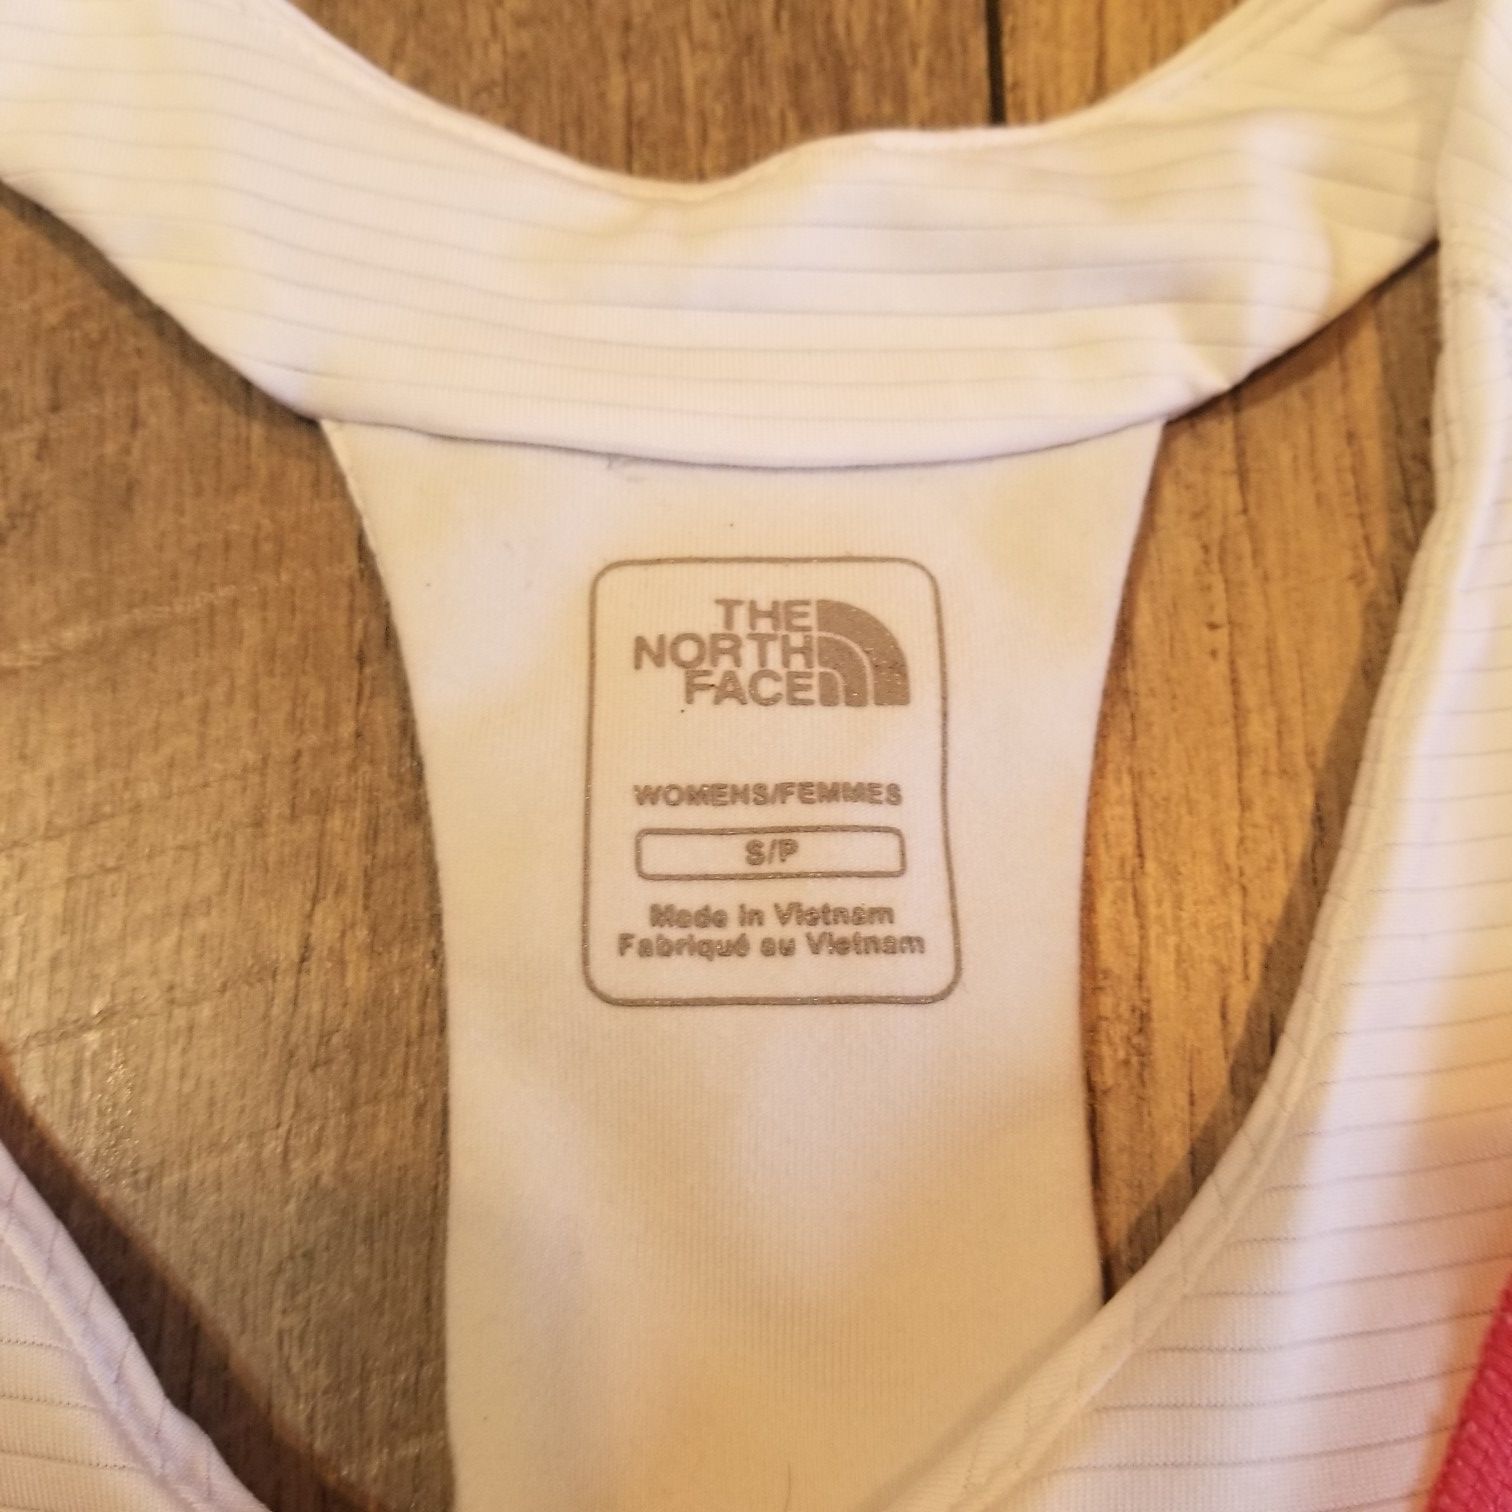 THE
NORTH
FACE
WOMENS/FEMMES
S/P
Made in Vietnam
Fabriqué au Vietnam